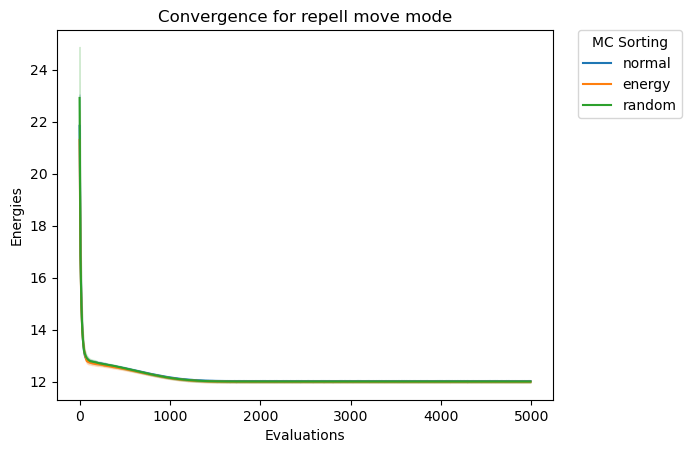 Convergence for repell move mode
MC Sorting
normal
energy
random
Energies
24
22
20
18
16
14
12
0 1000 2000 3000 4000 5000
Evaluations